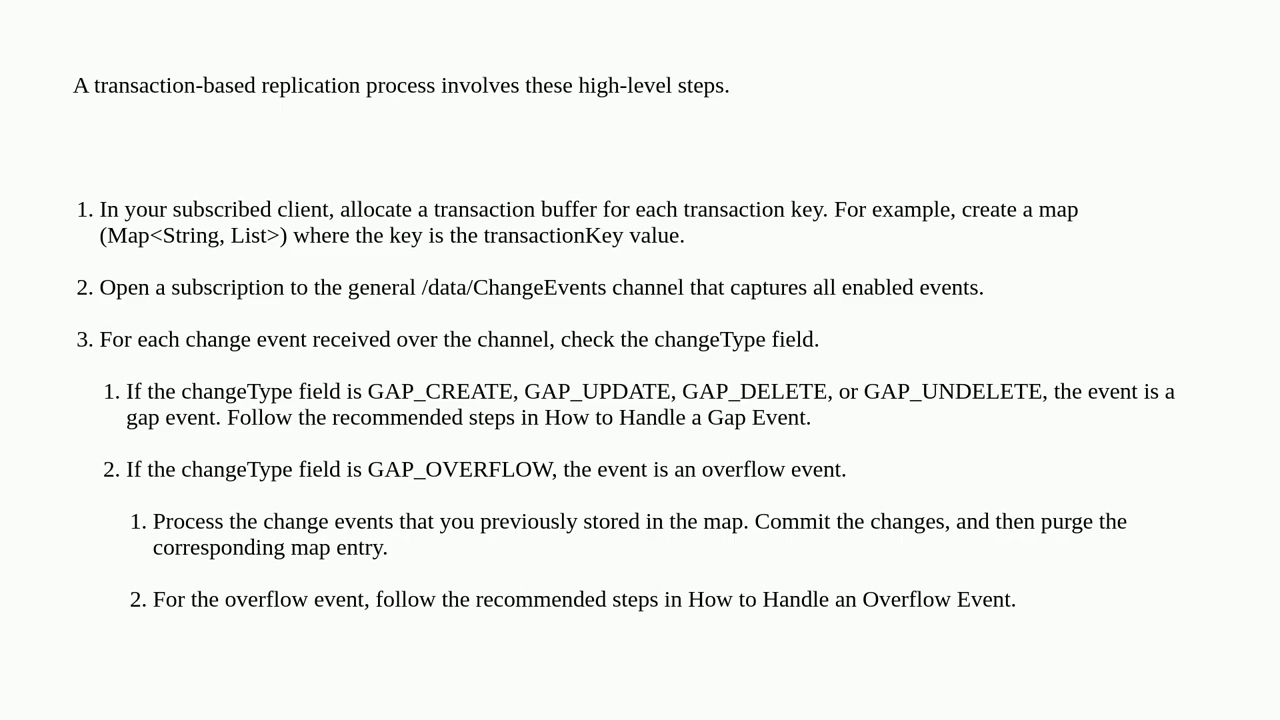 A transaction-based replication process involves these high-level steps.
1. In your subscribed client, allocate a transaction buffer for each transaction key. For example, create a map
(Map<String, List>) where the key is the transactionKey value.
2. Open a subscription to the general /data/ChangeEvents channel that captures all enabled events.
3. For each change event received over the channel, check the changeType field.
1. If the changeType field is GAP_CREATE, GAP_UPDATE, GAP_DELETE, or GAP_UNDELETE, the event is a
gap event. Follow the recommended steps in How to Handle a Gap Event.
2. If the changeType field is GAP_OVERFLOW, the event is an overflow event.
1. Process the change events that you previously stored in the map. Commit the changes, and then purge the
corresponding map entry.
2. For the overflow event, follow the recommended steps in How to Handle an Overflow Event.